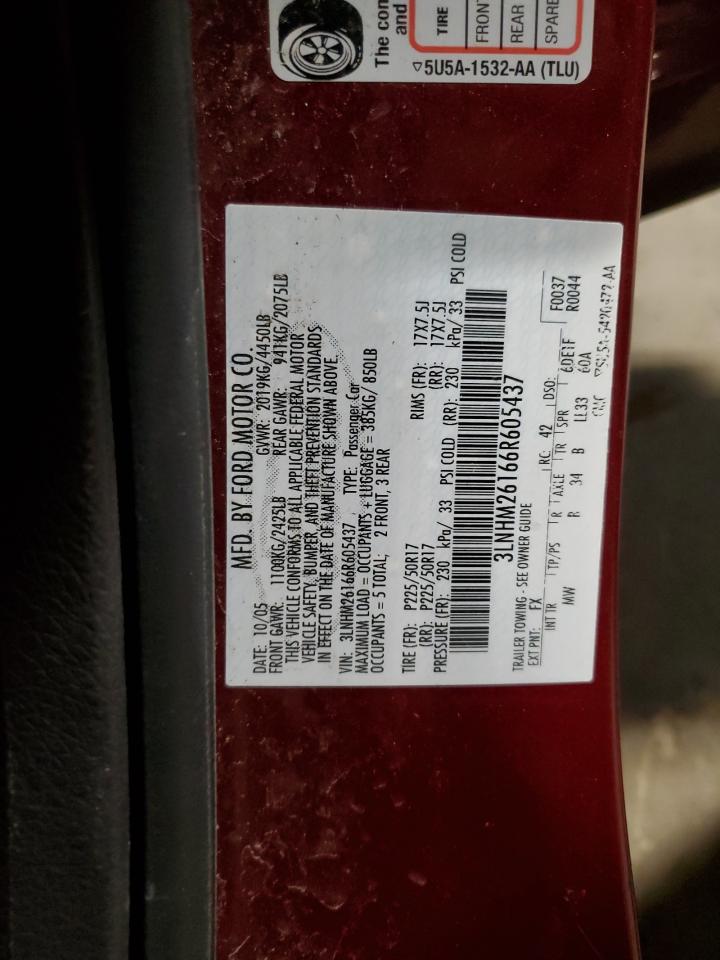 MFD. BY FORD MOTOR CO.
DATE: 10/05 GVWR: 2019KG/4450LB
FRONT GAWR: 1100KG/2425LB REAR GAWR: 941KG/2075LB
THIS VEHICLE CONFORMS TO ALL APPLICABLE FEDERAL MOTOR
VEHICLE SAFETY, BUMPER, AND THEFT PREVENTION STANDARDS
IN EFFECT ON THE DATE OF MANUFACTURE SHOWN ABOVE.
VIN: 3LNHM26166R605437 TYPE: Passenger Car
MAXIMUM LOAD = OCCUPANTS + LUGGAGE = 385KG/ 850LB
OCCUPANTS = 5 TOTAL; 2 FRONT, 3 REAR
TIRE (FR): P225/50R17 RIMS (FR): 17X7.5J
(RR): P225/50R17 (RR): 17X7.5J
PRESSURE (FR): 230 kPa/ 33 PSI COLD (RR): 230 kPa/ 33 PSI COLD
3LNHM26166R605437
TRAILER TOWING - SEE OWNER GUIDE
EXT PNT: FX RC: 42 DSO: F0037
INT TR TP/PS R AXLE TR SPR 6DE1F R0044
MW 34 B LL33 60A
The con
and
TIRE
FRONT
REAR
SPARE
5U5A-1532-AA (TLU)